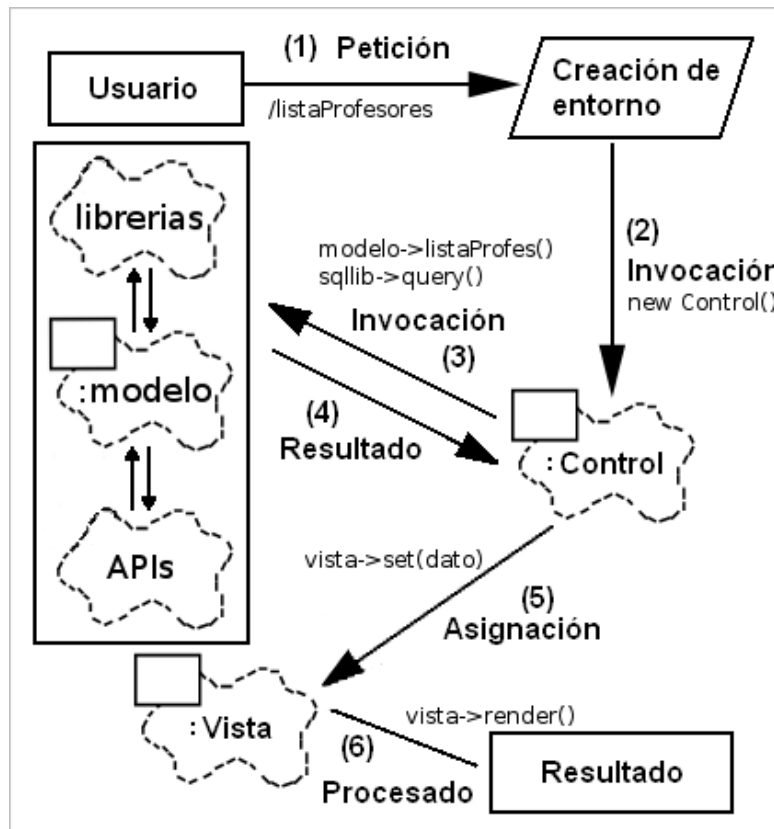 (1) Petición
Usuario
/listaProfesores
Creación de
entorno
librerias
:modelo
APIs
(2)
Invocación
new Control()
modelo->listaProfes()
sqllib->query()
Invocación
(3)
(4)
Resultado
:Control
vista->set(dato)
(5)
Asignación
:Vista
vista->render()
(6)
Procesado
Resultado